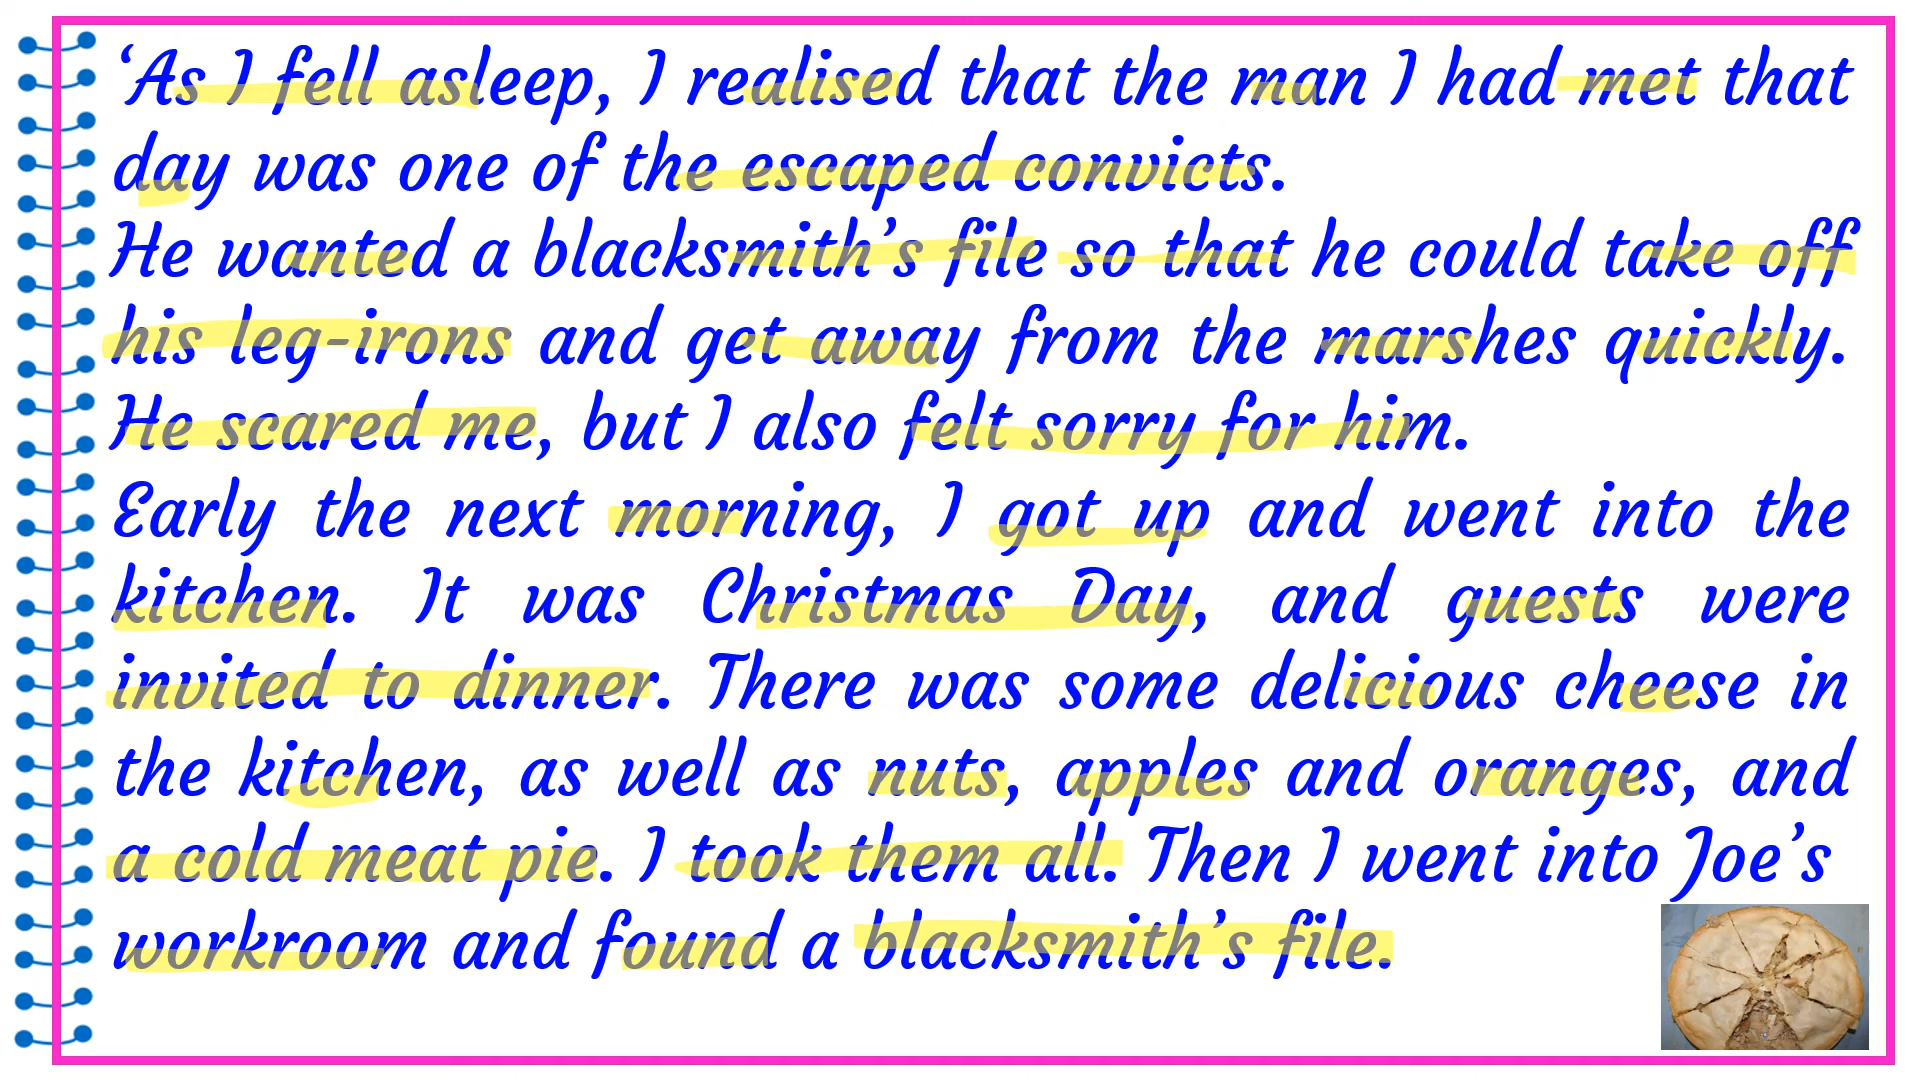 ‘As I fell asleep, I realised that the man I had met that
day was one of the escaped convicts.
He wanted a blacksmith’s file so that he could take off
his leg-irons and get away from the marshes quickly.
He scared me, but I also felt sorry for him.
Early the next morning, I got up and went into the
kitchen. It was Christmas Day, and guests were
invited to dinner. There was some delicious cheese in
the kitchen, as well as nuts, apples and oranges, and
a cold meat pie. I took them all. Then I went into Joe’s
workroom and found a blacksmith’s file.